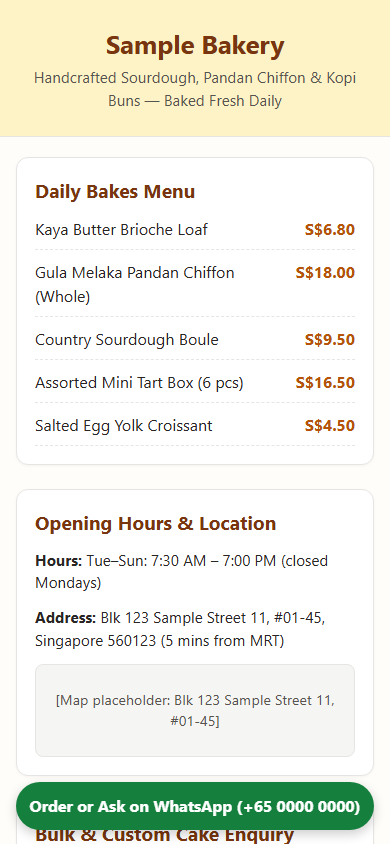 Sample Bakery
Handcrafted Sourdough, Pandan Chiffon & Kopi
Buns — Baked Fresh Daily
Daily Bakes Menu
Kaya Butter Brioche Loaf S$6.80
Gula Melaka Pandan Chiffon S$18.00
(Whole)
Country Sourdough Boule S$9.50
Assorted Mini Tart Box (6 pcs) S$16.50
Salted Egg Yolk Croissant S$4.50
Opening Hours & Location
Hours: Tue–Sun: 7:30 AM – 7:00 PM (closed
Mondays)
Address: Blk 123 Sample Street 11, #01-45,
Singapore 560123 (5 mins from MRT)
[Map placeholder: Blk 123 Sample Street 11,
#01-45]
Order or Ask on WhatsApp (+65 0000 0000)
Bulk & Custom Cake Enquiry